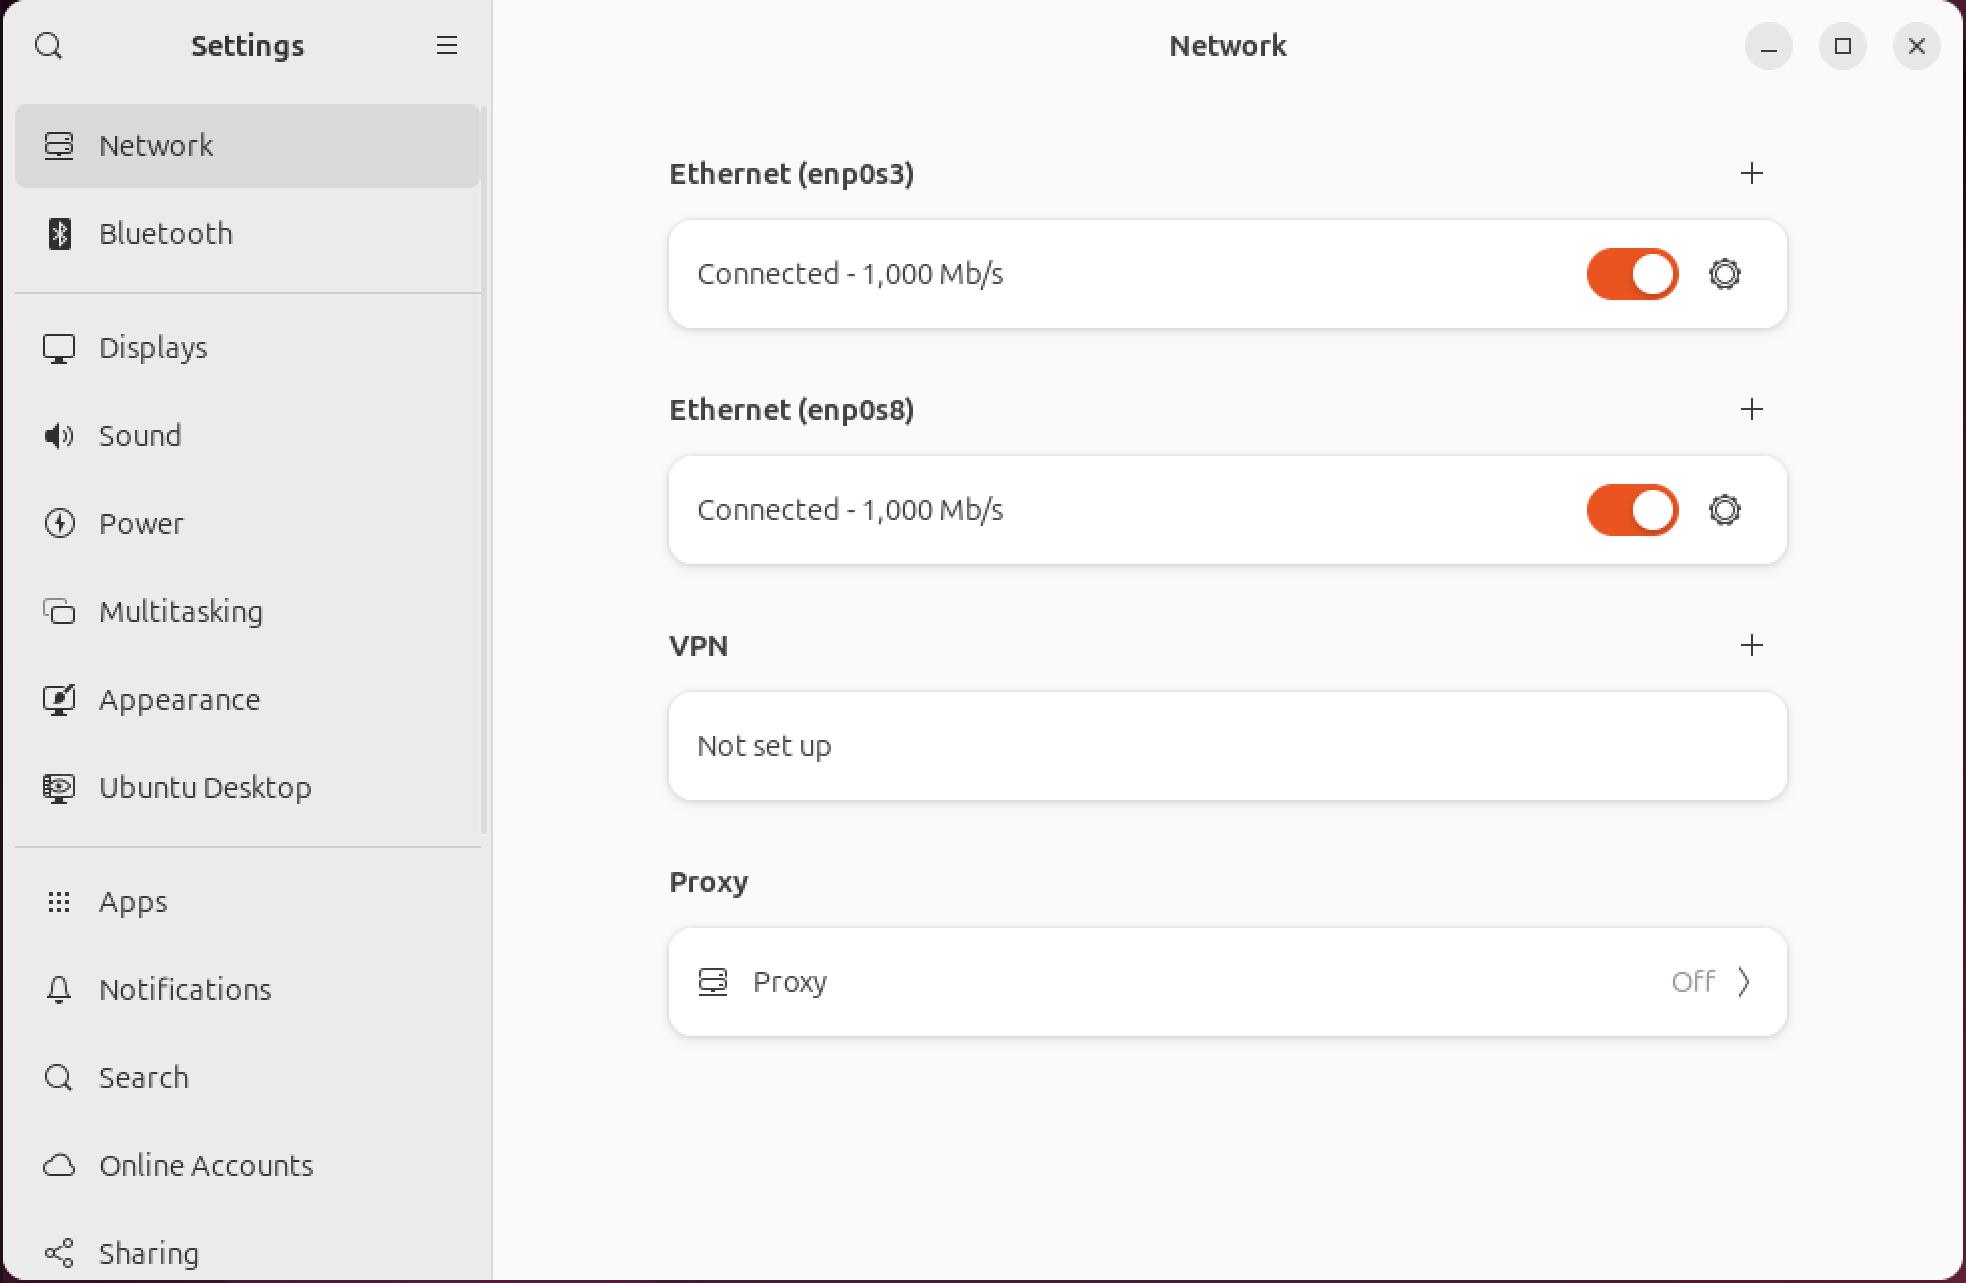 Settings
Network
Bluetooth
Displays
Sound
Power
Multitasking
Appearance
Ubuntu Desktop
Apps
Notifications
Search
Online Accounts
Sharing
Network
Ethernet (enp0s3)
Connected - 1,000 Mb/s
Ethernet (enp0s8)
Connected - 1,000 Mb/s
VPN
Not set up
Proxy
Proxy Off